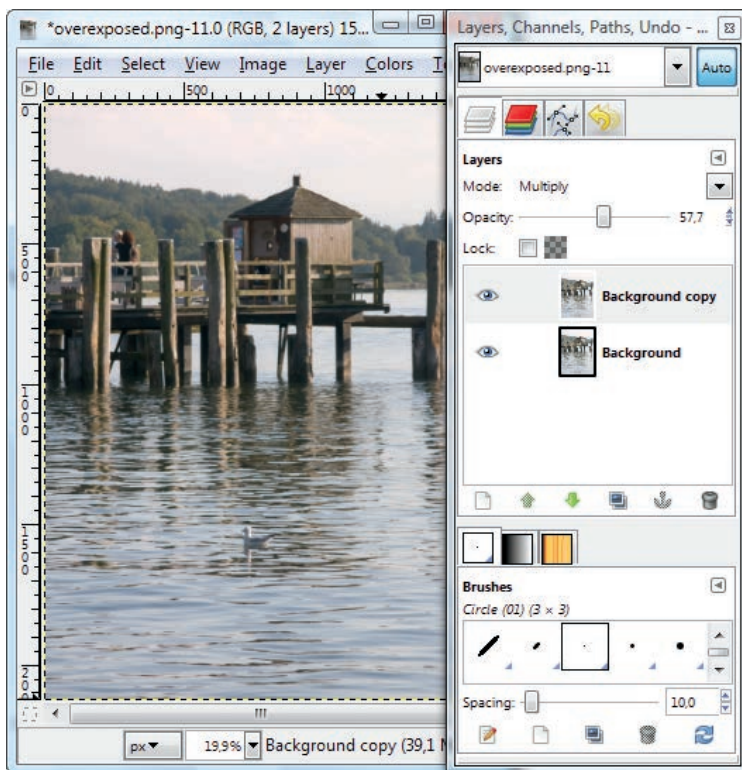 *overexposed.png-11.0 (RGB, 2 layers) 15...
File Edit Select View Image Layer Colors
0 500 1000
0
500
1000
1500
px 19,9% Background copy (39,1
Layers, Channels, Paths, Undo - ...
overexposed.png-11 Auto
Layers
Mode: Multiply
Opacity: 57,7
Lock:
Background copy
Background
Brushes
Circle (01) (3 × 3)
Spacing: 10,0